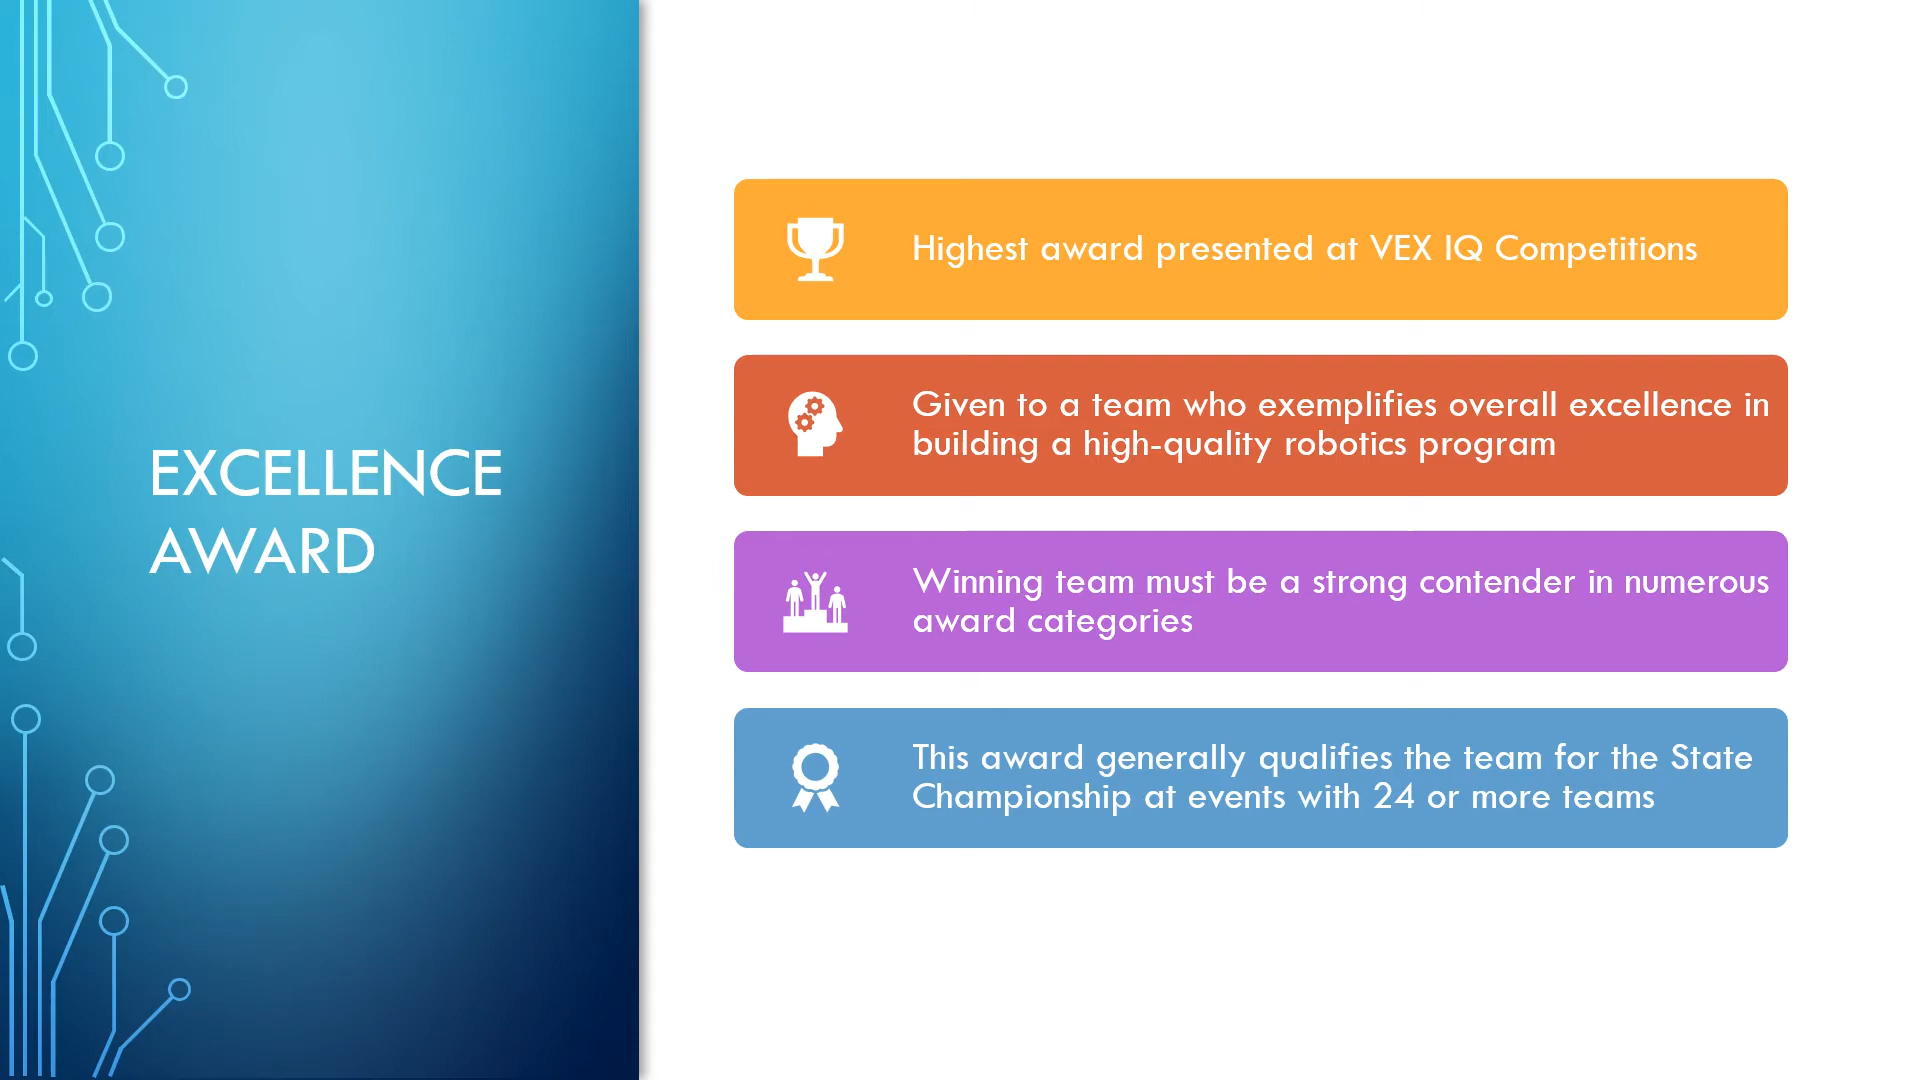 EXCELLENCE
AWARD
Highest award presented at VEX IQ Competitions
Given to a team who exemplifies overall excellence in
building a high-quality robotics program
Winning team must be a strong contender in numerous
award categories
This award generally qualifies the team for the State
Championship at events with 24 or more teams